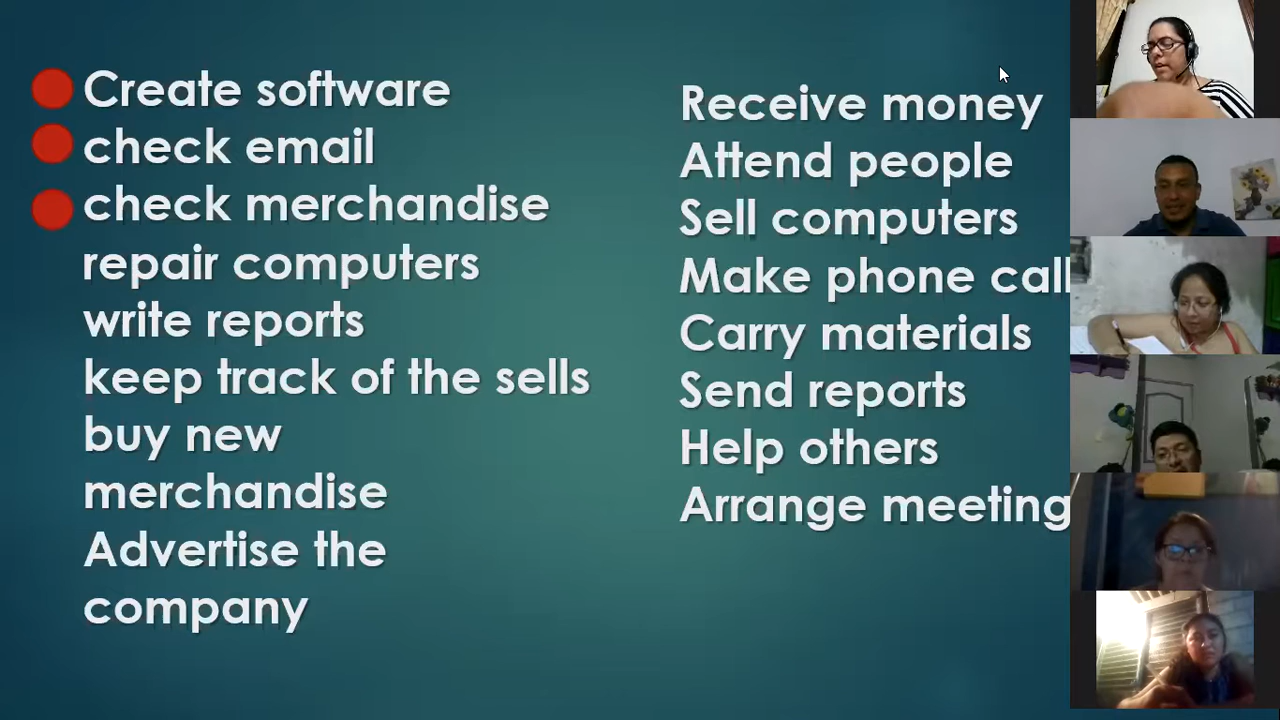 Create software
check email
check merchandise
repair computers
write reports
keep track of the sells
buy new
merchandise
Advertise the
company
Receive money
Attend people
Sell computers
Make phone call
Carry materials
Send reports
Help others
Arrange meeting